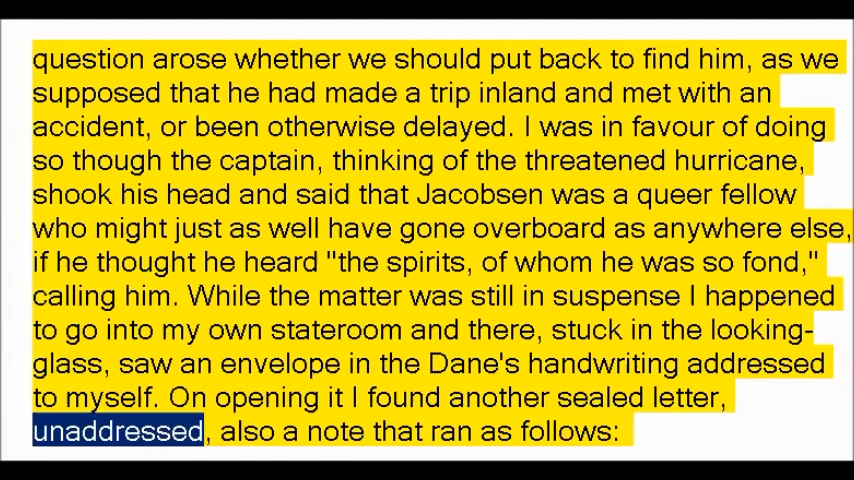 question arose whether we should put back to find him, as we
supposed that he had made a trip inland and met with an
accident, or been otherwise delayed. I was in favour of doing
so though the captain, thinking of the threatened hurricane,
shook his head and said that Jacobsen was a queer fellow
who might just as well have gone overboard as anywhere else,
if he thought he heard "the spirits, of whom he was so fond,"
calling him. While the matter was still in suspense I happened
to go into my own stateroom and there, stuck in the looking-
glass, saw an envelope in the Dane's handwriting addressed
to myself. On opening it I found another sealed letter,
unaddressed, also a note that ran as follows: